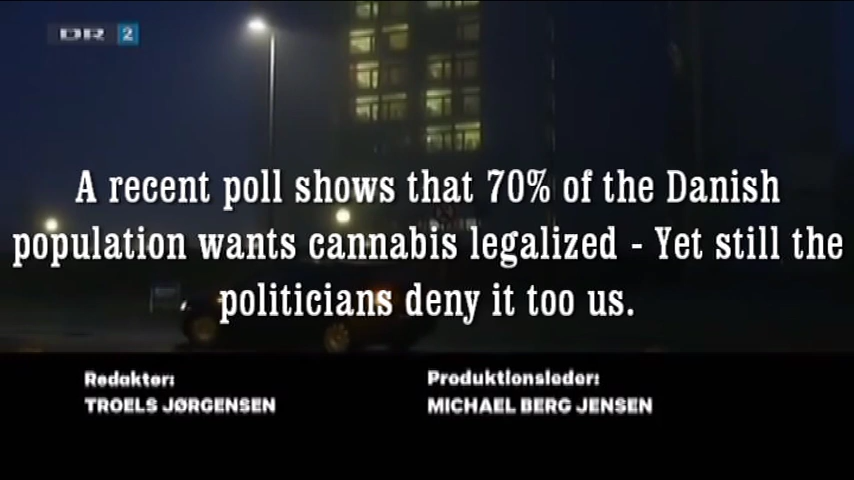 DR 2
A recent poll shows that 70% of the Danish
population wants cannabis legalized - Yet still the
politicians deny it too us.
Redaktør:
TROELS JØRGENSEN
Produktionsleder:
MICHAEL BERG JENSEN